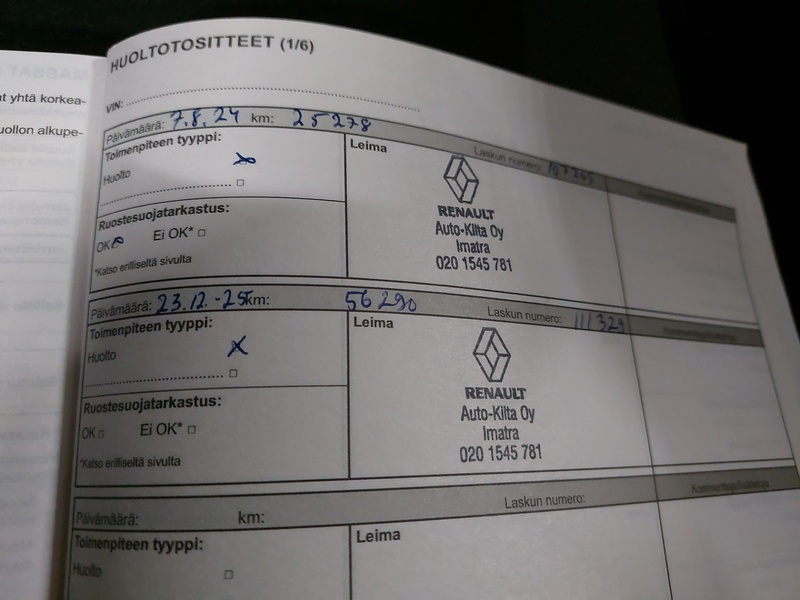 HUOLTOTOSITTEET (1/6)
at yhtä korkea-
uollon alkupe-
VIN:
Päivämäärä: 7.8.24 km: 25278 Laskun numero: 107265
Toimenpiteen tyyppi:
Huolto
Ruostesuojatarkastus:
OK Ei OK*
*Katso erilliseltä sivulta
Leima
RENAULT
Auto-Kilta Oy
Imatra
020 1545 781
Päivämäärä: 23.12.-25 km: 56290 Laskun numero: 111329
Toimenpiteen tyyppi:
Huolto
Ruostesuojatarkastus:
OK Ei OK*
*Katso erilliseltä sivulta
Leima
RENAULT
Auto-Kilta Oy
Imatra
020 1545 781
Päivämäärä: km: Laskun numero:
Toimenpiteen tyyppi:
Huolto
Leima